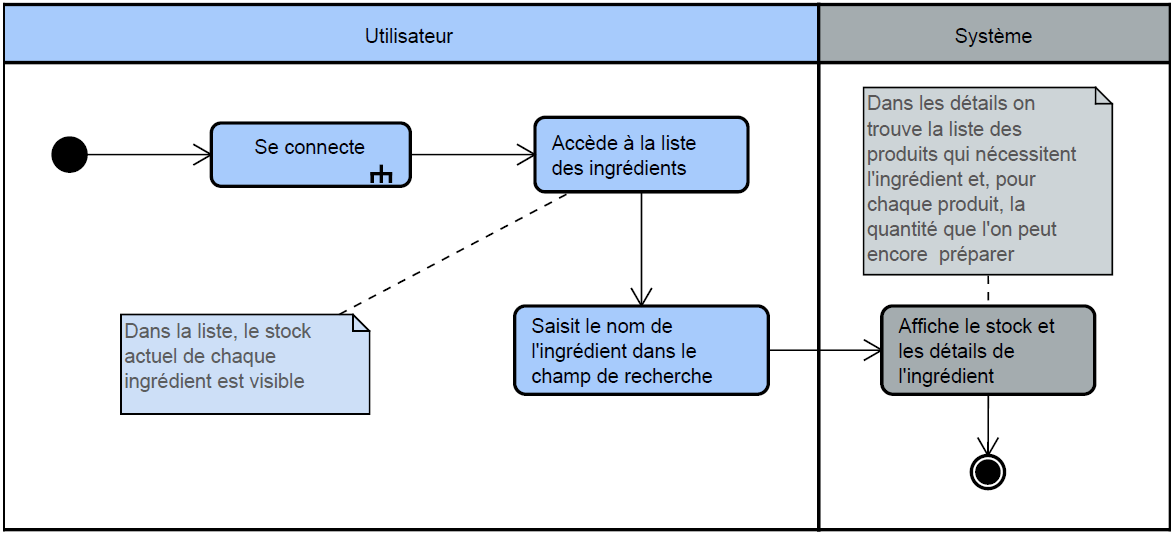 Utilisateur
Système
Se connecte
Accède à la liste
des ingrédients
Dans les détails on
trouve la liste des
produits qui nécessitent
l'ingrédient et, pour
chaque produit, la
quantité que l'on peut
encore préparer
Dans la liste, le stock
actuel de chaque
ingrédient est visible
Saisit le nom de
l'ingrédient dans le
champ de recherche
Affiche le stock et
les détails de
l'ingrédient